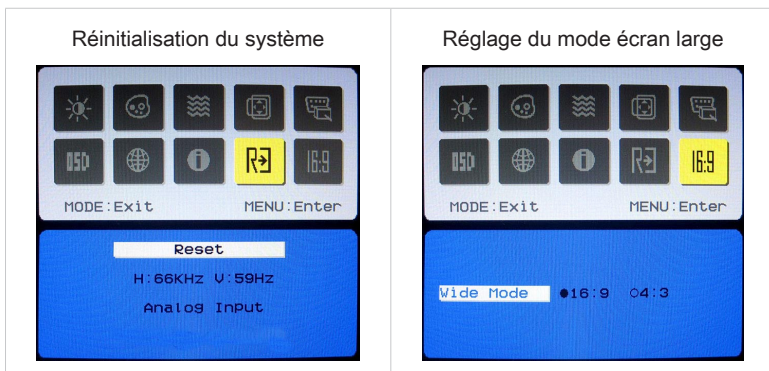 Réinitialisation du système
OSD
i
R
16:9
MODE:Exit MENU:Enter
Reset
H:66KHz V:59Hz
Analog Input
Réglage du mode écran large
OSD
i
R
16:9
MODE:Exit MENU:Enter
Wide Mode 16:9 4:3